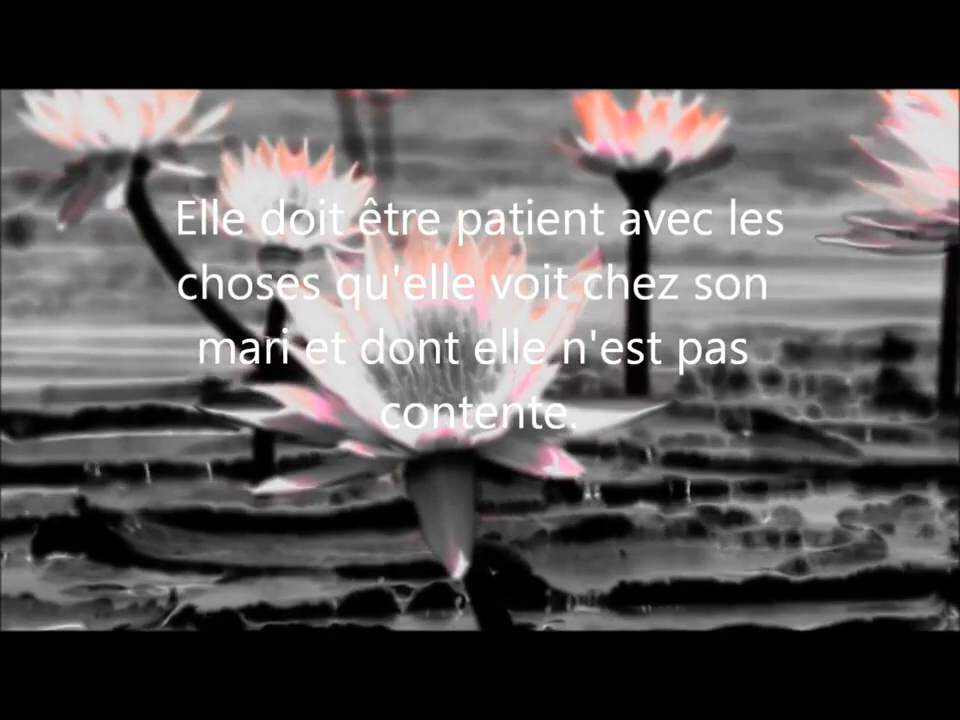 Elle doit être patient avec les
choses qu'elle voit chez son
mari et dont elle n'est pas
contente.